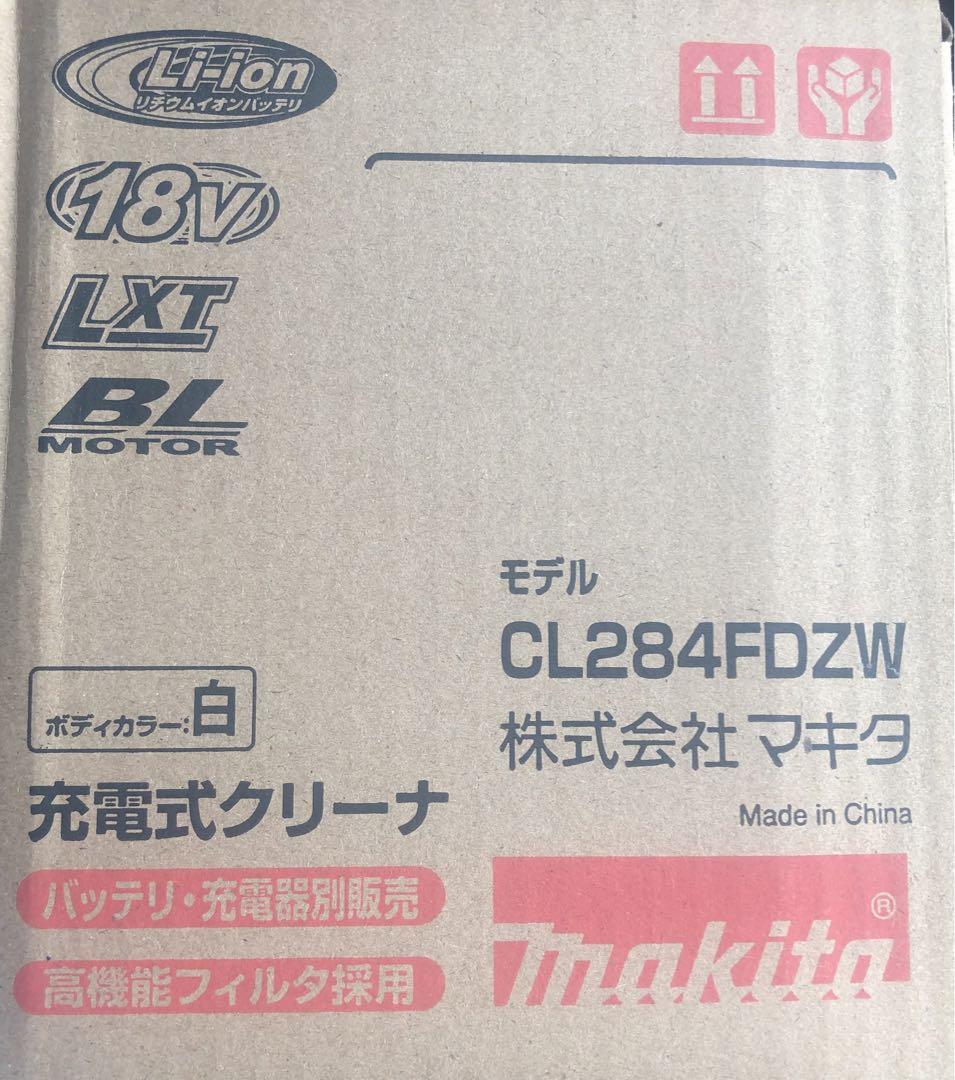 Li-ion
リチウムイオンバッテリ
18V
LXT
BL
MOTOR
モデル
CL284FDZW
ボディカラー:白
株式会社マキタ
充電式クリーナ
Made in China
バッテリ・充電器別販売
高機能フィルタ採用
makita®